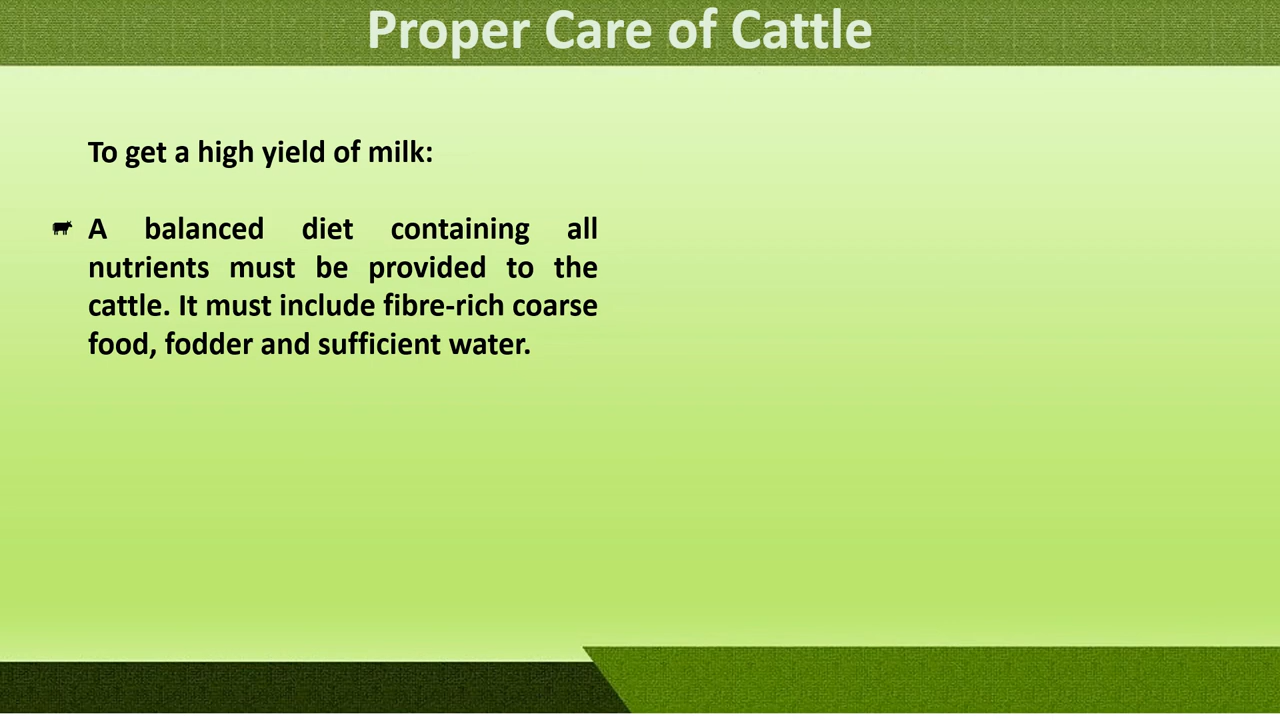 Proper Care of Cattle
To get a high yield of milk:
A balanced diet containing all
nutrients must be provided to the
cattle. It must include fibre-rich coarse
food, fodder and sufficient water.